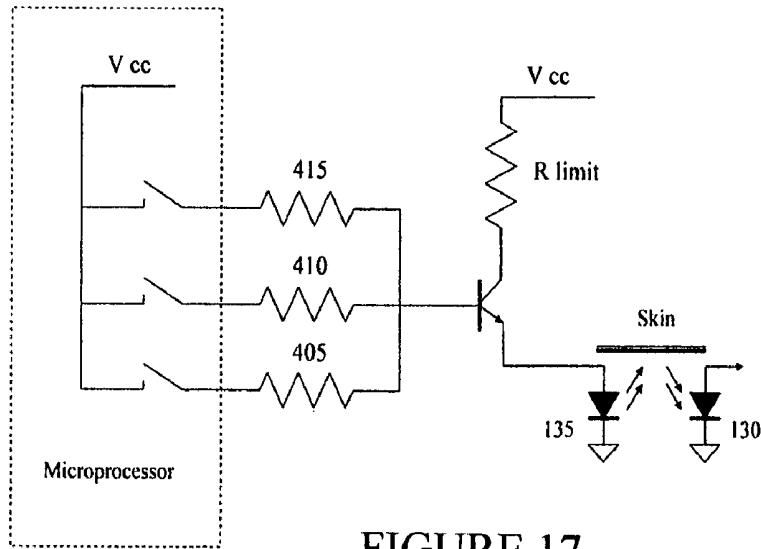 V cc
V cc
415
R limit
410
Skin
405
135
130
Microprocessor
FIGURE 17